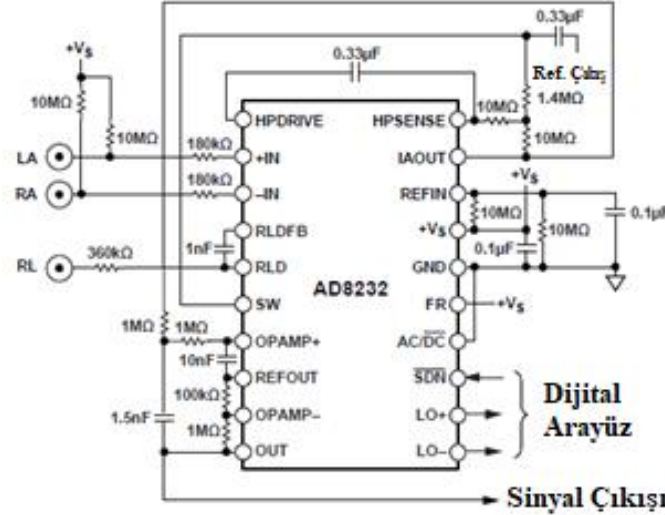 0.33µF
+VS
0.33µF
Ref. Çıkış
10MΩ
10MΩ
1.4MΩ
HPDRIVE
HPSENSE
10MΩ
10MΩ
LA
180kΩ
+IN
IAOUT
RA
180kΩ
–IN
REFIN
+VS
RLDFB
10MΩ
10MΩ
0.1µF
+VS
360kΩ
1nF
0.1µF
RL
RLD
GND
AD8232
SW
FR
+VS
1MΩ
1MΩ
OPAMP+
AC/DC
10nF
REFOUT
SDN
Dijital
100kΩ
1.5nF
OPAMP–
LO+
Arayüz
1MΩ
OUT
LO–
Sinyal Çıkışı